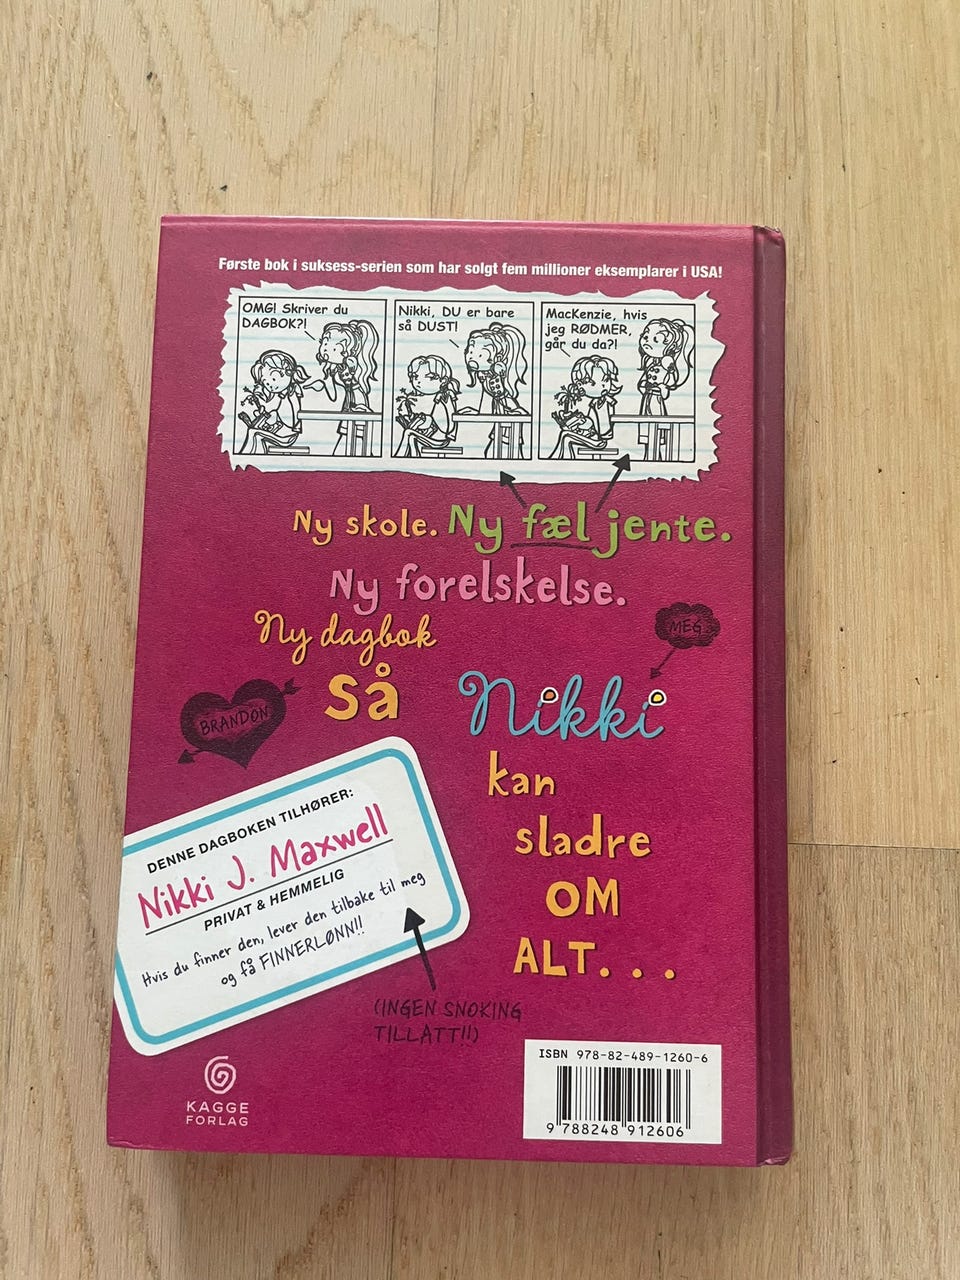 Første bok i suksess-serien som har solgt fem millioner eksemplarer i USA!
OMG! Skriver du
DAGBOK?!
Nikki, DU er bare
så DUST!
MacKenzie, hvis
jeg RØDMER,
går du da?!
Ny skole. Ny fæl jente.
Ny forelskelse.
Ny dagbok
så
MEG
Nikki
BRANDON
kan
sladre
OM
ALT...
DENNE DAGBOKEN TILHØRER:
Nikki J. Maxwell
PRIVAT & HEMMELIG
Hvis du finner den, lever den tilbake til meg
og få FINNERLØNN!!
(INGEN SNOKING
TILLATT!!)
KAGGE
FORLAG
ISBN 978-82-489-1260-6
9 788248 912606